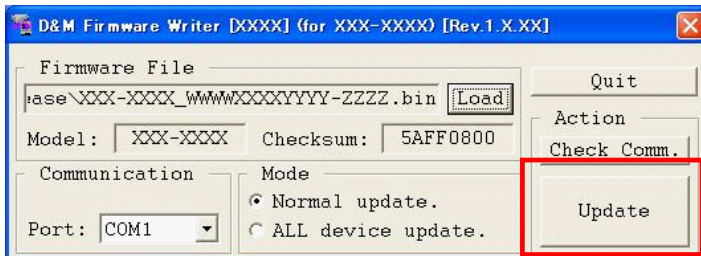 D&M Firmware Writer [XXXX] (for XXX-XXXX) [Rev.1.X.XX]
Firmware File
ase\XXX-XXXX_WWWWXXXXYYYY-ZZZZ.bin Load
Model: XXX-XXXX Checksum: 5AFF0800
Quit
Action
Check Comm.
Update
Communication
Port: COM1
Mode
Normal update.
ALL device update.